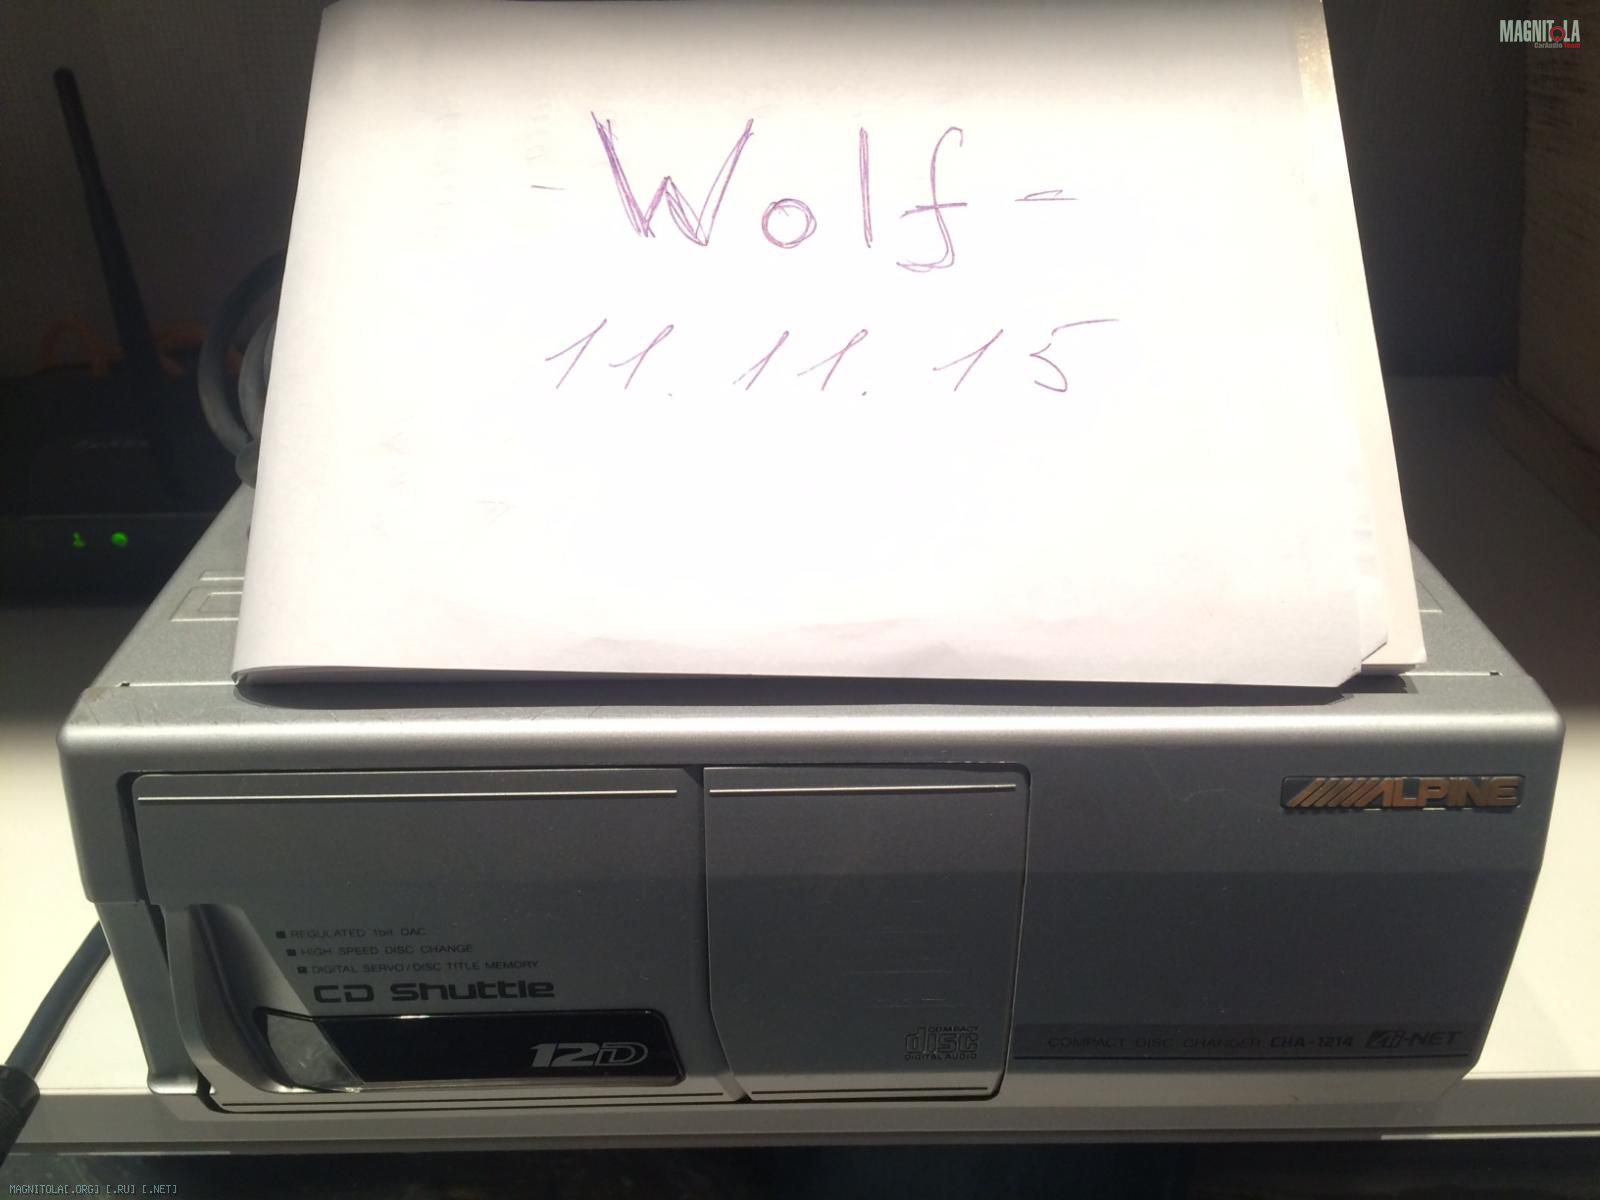 MAGNITOLA
CarAudio Team
- Wolf -
11.11.15
ALPINE
REGULATED 1bit DAC
HIGH SPEED DISC CHANGE
DIGITAL SERVO/DISC TITLE MEMORY
CD Shuttle
12D
COMPACT
disc
DIGITAL AUDIO
COMPACT DISC CHANGER CHA-1214 Ai-NET
MAGNITOLA[.ORG] [.RU] [.NET]